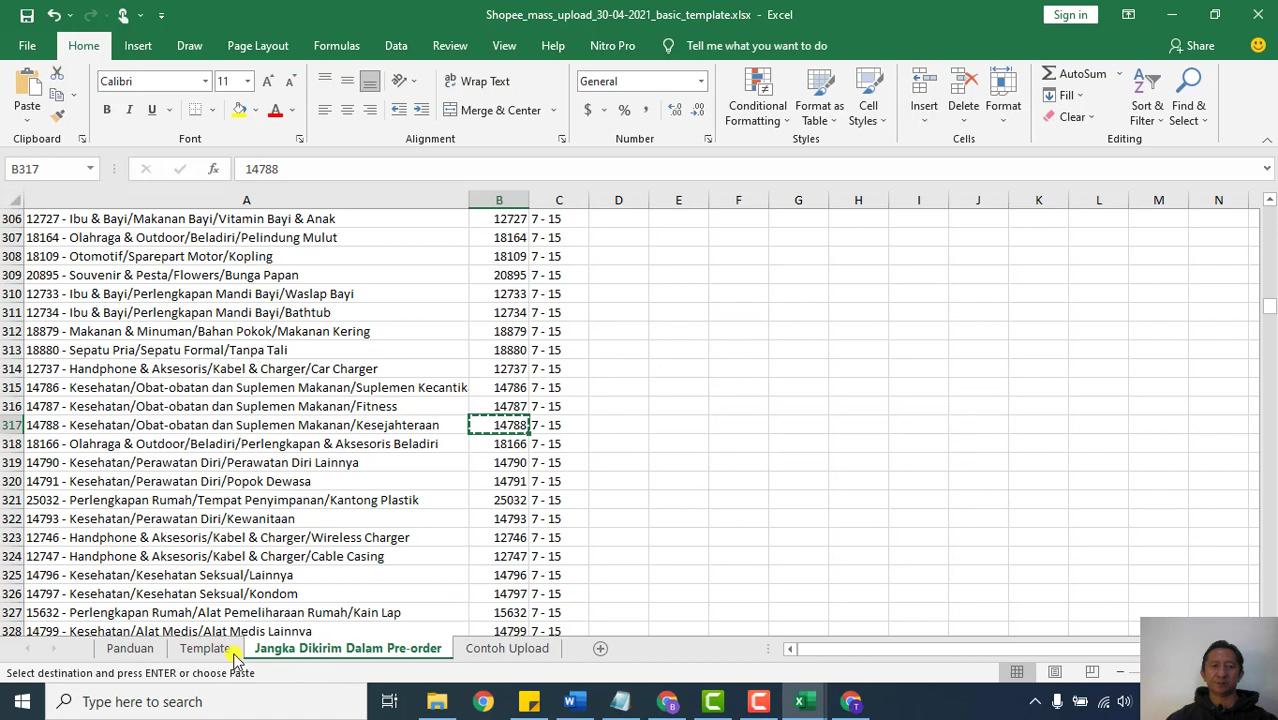 Shopee_mass_upload_30-04-2021_basic_template.xlsx - Excel
Sign in
File Home Insert Draw Page Layout Formulas Data Review View Help Nitro Pro Tell me what you want to do Share
Paste
Calibri 11
B I U
Wrap Text
Merge & Center
General
$ %
Conditional Formatting
Format as Table
Cell Styles
Insert
Delete
Format
AutoSum
Fill
Clear
Sort & Filter
Find & Select
Clipboard Font Alignment Number Styles Cells Editing
B317 fx 14788
A B C D E F G H I J K L M N
306 12727 - Ibu & Bayi/Makanan Bayi/Vitamin Bayi & Anak 12727 7 - 15
307 18164 - Olahraga & Outdoor/Beladiri/Pelindung Mulut 18164 7 - 15
308 18109 - Otomotif/Sparepart Motor/Kopling 18109 7 - 15
309 20895 - Souvenir & Pesta/Flowers/Bunga Papan 20895 7 - 15
310 12733 - Ibu & Bayi/Perlengkapan Mandi Bayi/Waslap Bayi 12733 7 - 15
311 12734 - Ibu & Bayi/Perlengkapan Mandi Bayi/Bathtub 12734 7 - 15
312 18879 - Makanan & Minuman/Bahan Pokok/Makanan Kering 18879 7 - 15
313 18880 - Sepatu Pria/Sepatu Formal/Tanpa Tali 18880 7 - 15
314 12737 - Handphone & Aksesoris/Kabel & Charger/Car Charger 12737 7 - 15
315 14786 - Kesehatan/Obat-obatan dan Suplemen Makanan/Suplemen Kecantik 14786 7 - 15
316 14787 - Kesehatan/Obat-obatan dan Suplemen Makanan/Fitness 14787 7 - 15
317 14788 - Kesehatan/Obat-obatan dan Suplemen Makanan/Kesejahteraan 14788 7 - 15
318 18166 - Olahraga & Outdoor/Beladiri/Perlengkapan & Aksesoris Beladiri 18166 7 - 15
319 14790 - Kesehatan/Perawatan Diri/Perawatan Diri Lainnya 14790 7 - 15
320 14791 - Kesehatan/Perawatan Diri/Popok Dewasa 14791 7 - 15
321 25032 - Perlengkapan Rumah/Tempat Penyimpanan/Kantong Plastik 25032 7 - 15
322 14793 - Kesehatan/Perawatan Diri/Kewanitaan 14793 7 - 15
323 12746 - Handphone & Aksesoris/Kabel & Charger/Wireless Charger 12746 7 - 15
324 12747 - Handphone & Aksesoris/Kabel & Charger/Cable Casing 12747 7 - 15
325 14796 - Kesehatan/Kesehatan Seksual/Lainnya 14796 7 - 15
326 14797 - Kesehatan/Kesehatan Seksual/Kondom 14797 7 - 15
327 15632 - Perlengkapan Rumah/Alat Pemeliharaan Rumah/Kain Lap 15632 7 - 15
328 14799 - Kesehatan/Alat Medis/Alat Medis Lainnya 14799 7 - 15
Panduan Template Jangka Dikirim Dalam Pre-order Contoh Upload
Select destination and press ENTER or choose Paste
Type here to search